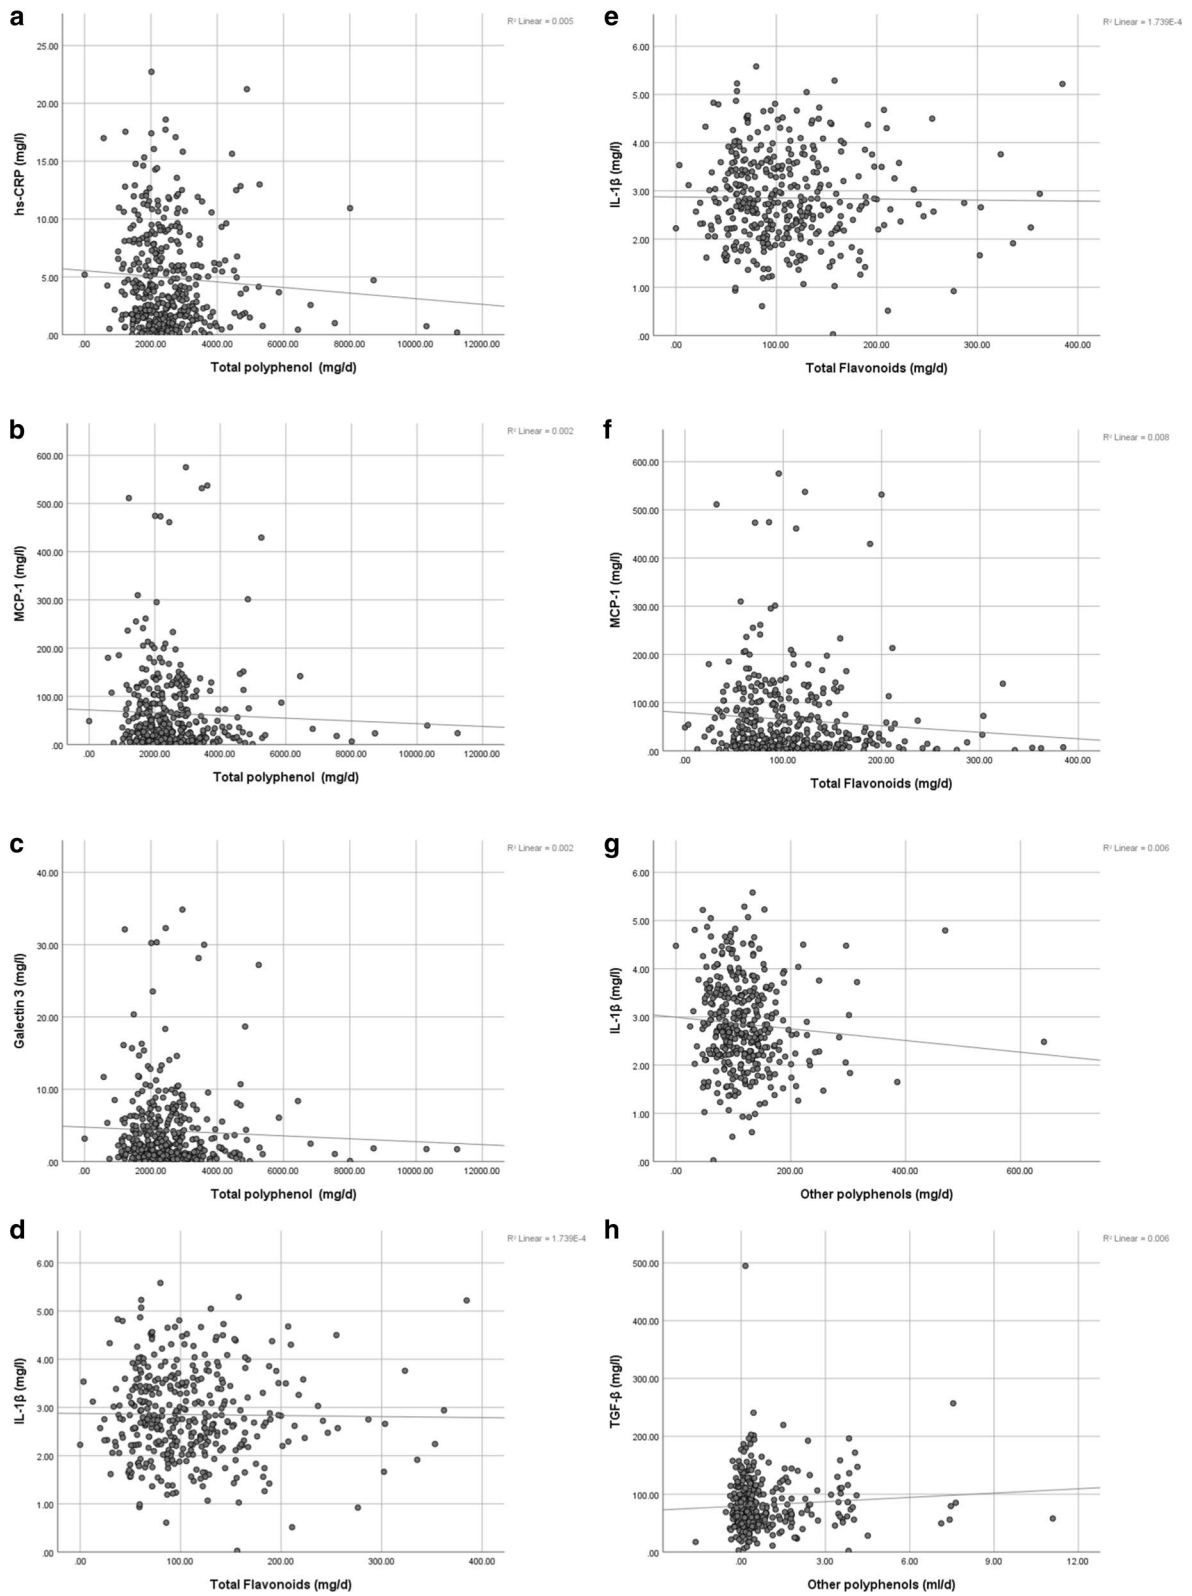 a
R² Linear = 0.005
25.00
20.00
15.00
10.00
5.00
.00
hs-CRP (mg/l)
.00 2000.00 4000.00 6000.00 8000.00 10000.00 12000.00
Total polyphenol (mg/d)
b
R² Linear = 0.002
600.00
500.00
400.00
300.00
200.00
100.00
.00
MCP-1 (mg/l)
.00 2000.00 4000.00 6000.00 8000.00 10000.00 12000.00
Total polyphenol (mg/d)
c
R² Linear = 0.002
40.00
30.00
20.00
10.00
.00
Galectin 3 (mg/l)
.00 2000.00 4000.00 6000.00 8000.00 10000.00 12000.00
Total polyphenol (mg/d)
d
R² Linear = 1.739E-4
6.00
5.00
4.00
3.00
2.00
1.00
.00
IL-1β (mg/l)
.00 100.00 200.00 300.00 400.00
Total Flavonoids (mg/d)
e
R² Linear = 1.739E-4
6.00
5.00
4.00
3.00
2.00
1.00
.00
IL-1β (mg/l)
.00 100.00 200.00 300.00 400.00
Total Flavonoids (mg/d)
f
R² Linear = 0.008
600.00
500.00
400.00
300.00
200.00
100.00
.00
MCP-1 (mg/l)
.00 100.00 200.00 300.00 400.00
Total Flavonoids (mg/d)
g
R² Linear = 0.006
6.00
5.00
4.00
3.00
2.00
1.00
.00
IL-1β (mg/l)
.00 200.00 400.00 600.00
Other polyphenols (mg/d)
h
R² Linear = 0.006
500.00
400.00
300.00
200.00
100.00
.00
TGF-β (mg/l)
.00 3.00 6.00 9.00 12.00
Other polyphenols (ml/d)